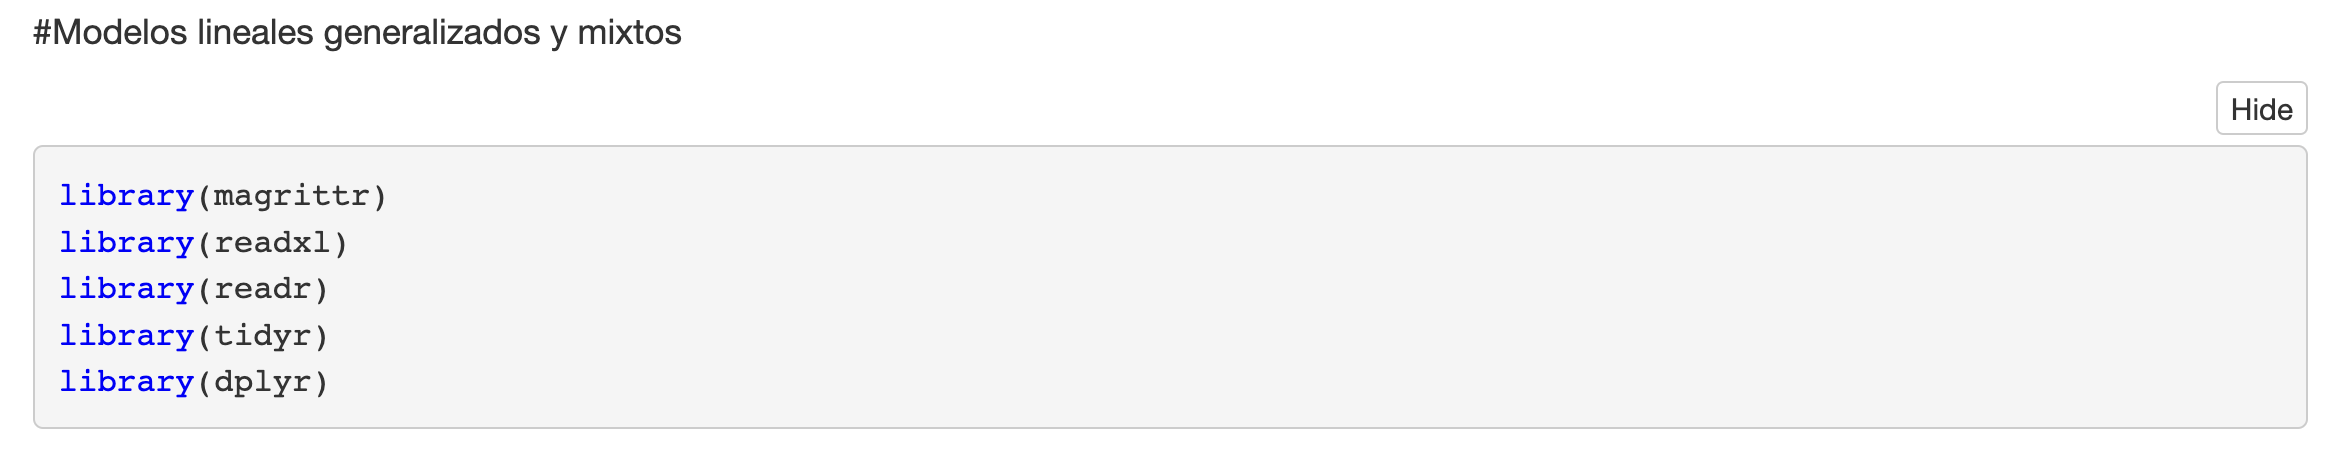 #Modelos lineales generalizados y mixtos
Hide
library(magrittr)
library(readxl)
library(readr)
library(tidyr)
library(dplyr)